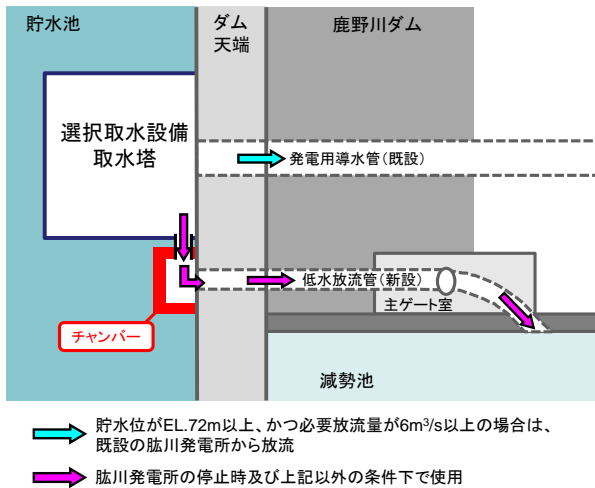 貯水池
ダム
天端
鹿野川ダム
選択取水設備
取水塔
発電用導水管(既設)
低水放流管(新設)
主ゲート室
チャンバー
減勢池
貯水位がEL.72m以上、かつ必要放流量が6m³/s以上の場合は、
既設の肱川発電所から放流
肱川発電所の停止時及び上記以外の条件下で使用